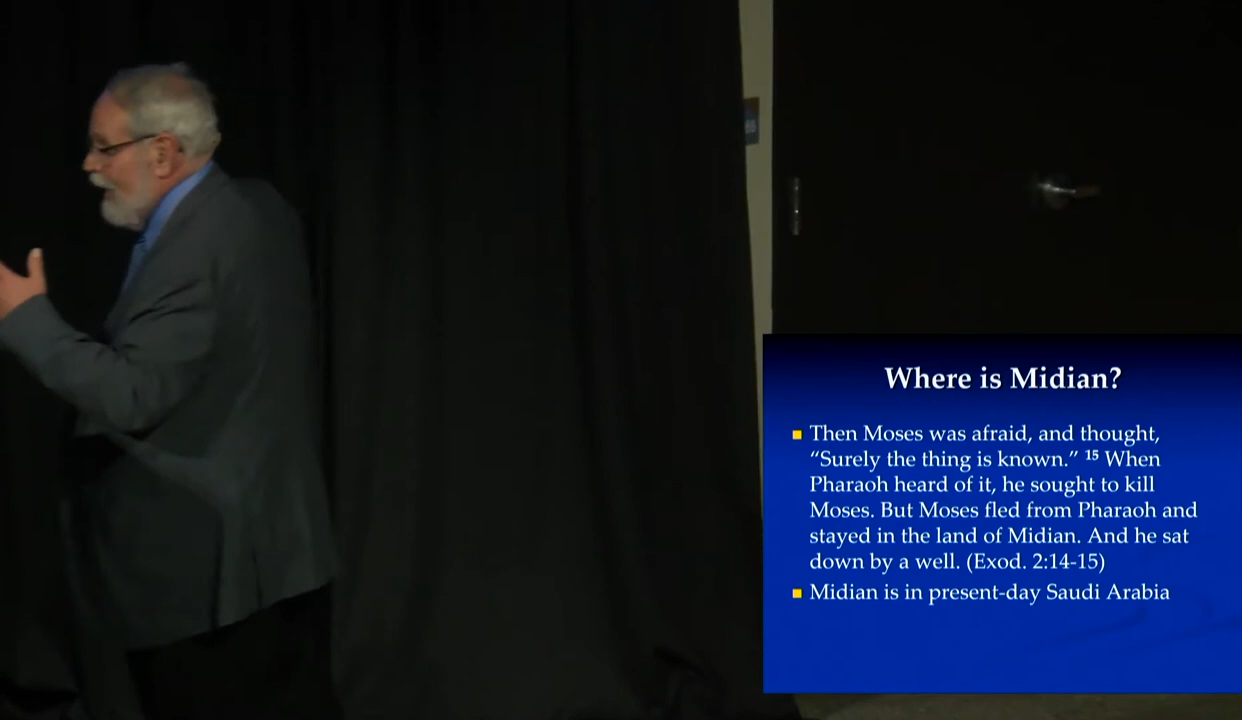 Where is Midian?
Then Moses was afraid, and thought,
“Surely the thing is known.” 15 When
Pharaoh heard of it, he sought to kill
Moses. But Moses fled from Pharaoh and
stayed in the land of Midian. And he sat
down by a well. (Exod. 2:14-15)
Midian is in present-day Saudi Arabia